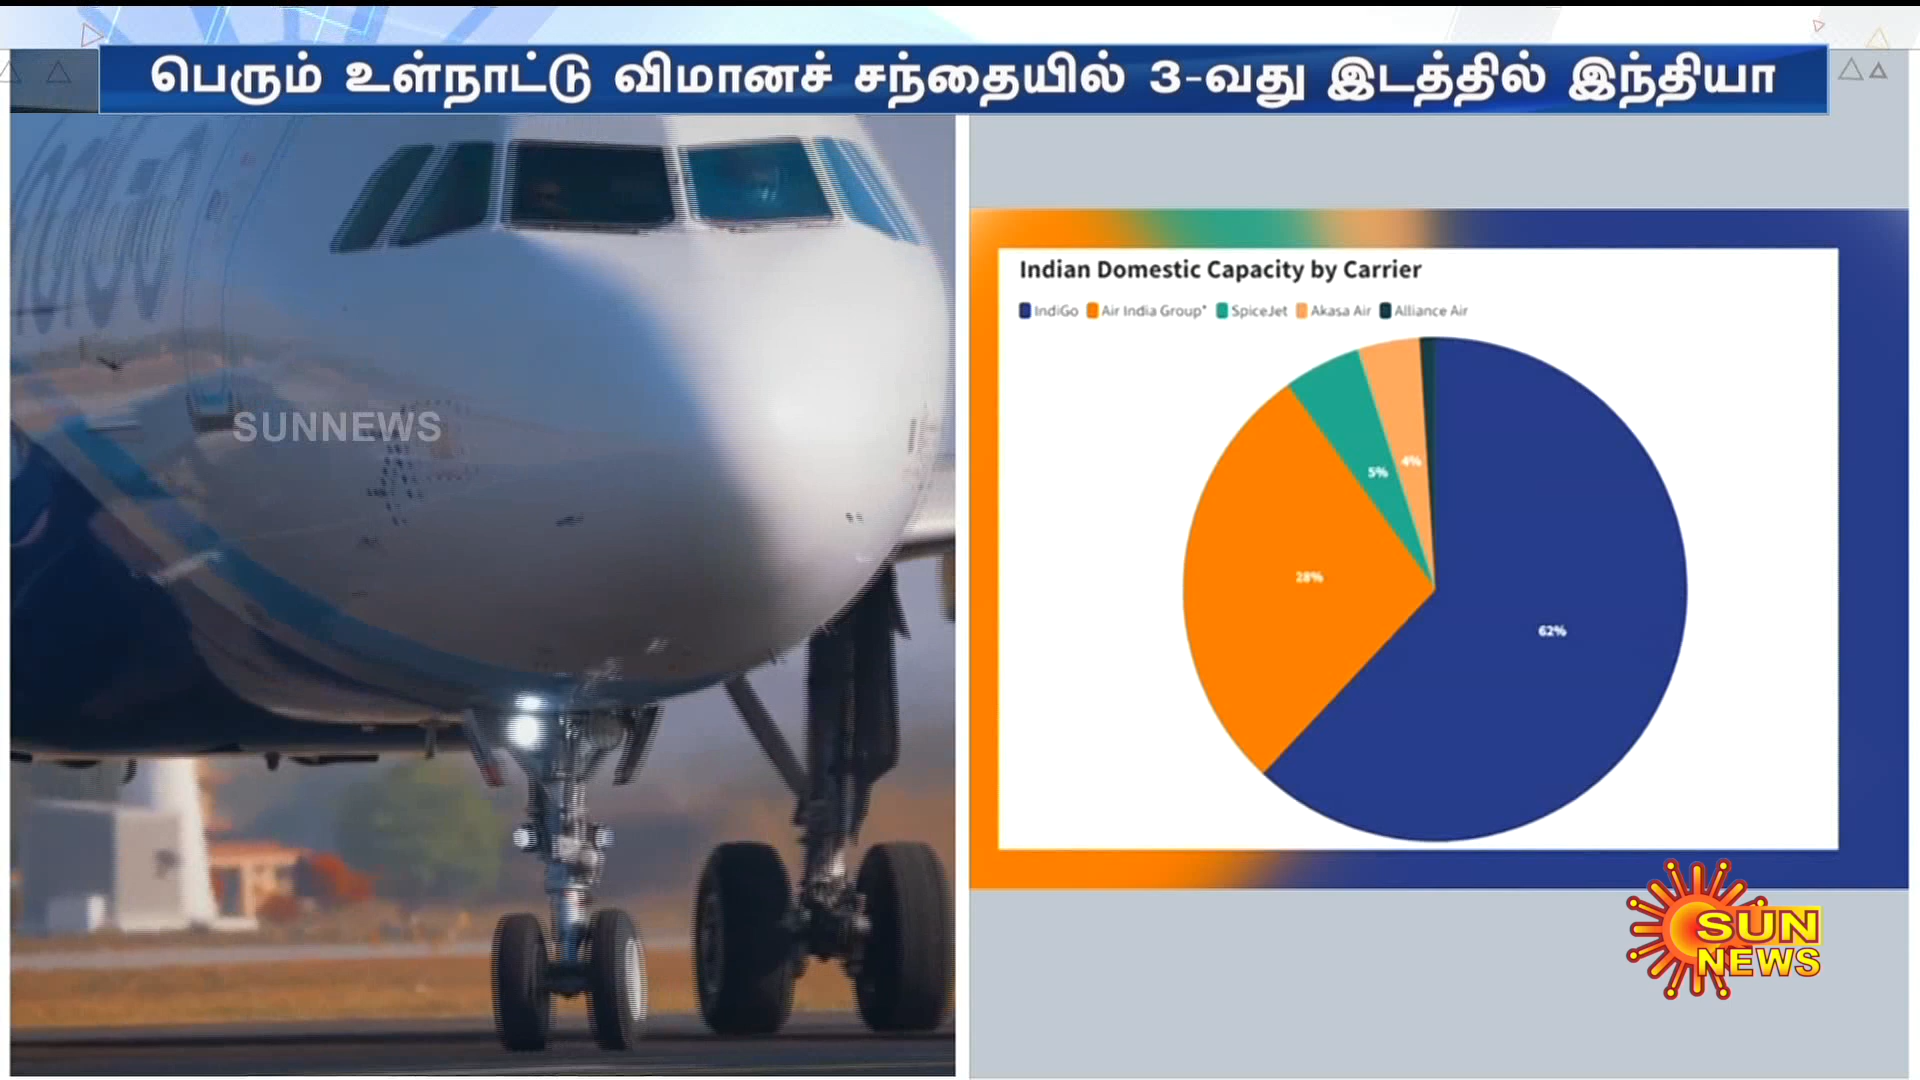 பெரும் உள்நாட்டு விமானச் சந்தையில் 3-வது இடத்தில் இந்தியா
IndiGo
SUNNEWS
Indian Domestic Capacity by Carrier
IndiGo Air India Group* SpiceJet Akasa Air Alliance Air
5% 4%
28%
62%
SUN
NEWS